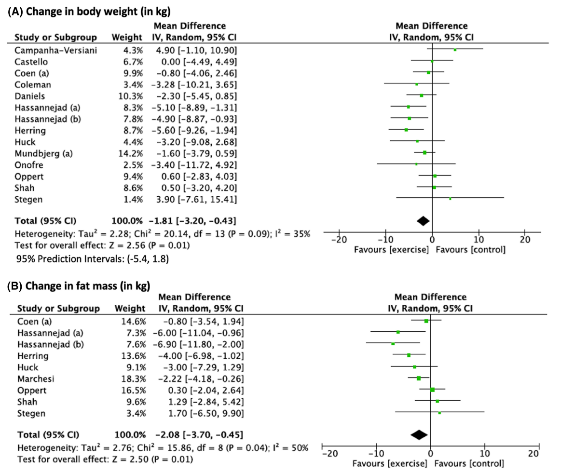 (A) Change in body weight (in kg)
Mean Difference
Study or Subgroup Weight IV, Random, 95% CI
Campanha-Versiani 4.3% 4.90 [-1.10, 10.90]
Castello 6.7% 0.00 [-4.49, 4.49]
Coen (a) 9.9% -0.80 [-4.06, 2.46]
Coleman 3.4% -3.28 [-10.21, 3.65]
Daniels 10.3% -2.30 [-5.45, 0.85]
Hassannejad (a) 8.3% -5.10 [-8.89, -1.31]
Hassannejad (b) 7.8% -4.90 [-8.87, -0.93]
Herring 8.7% -5.60 [-9.26, -1.94]
Huck 4.4% -3.20 [-9.08, 2.68]
Mundbjerg (a) 14.2% -1.60 [-3.79, 0.59]
Onofre 2.5% -3.40 [-11.72, 4.92]
Oppert 9.4% 0.60 [-2.83, 4.03]
Shah 8.6% 0.50 [-3.20, 4.20]
Stegen 1.4% 3.90 [-7.61, 15.41]
Total (95% CI) 100.0% -1.81 [-3.20, -0.43]
Heterogeneity: Tau² = 2.28; Chi² = 20.14, df = 13 (P = 0.09); I² = 35%
Test for overall effect: Z = 2.56 (P = 0.01)
95% Prediction Intervals: (-5.4, 1.8)
Mean Difference
IV, Random, 95% CI
-20 -10 0 10 20
Favours [exercise] Favours [control]
(B) Change in fat mass (in kg)
Mean Difference
Study or Subgroup Weight IV, Random, 95% CI
Coen (a) 14.6% -0.80 [-3.54, 1.94]
Hassannejad (a) 7.3% -6.00 [-11.04, -0.96]
Hassannejad (b) 7.6% -6.90 [-11.80, -2.00]
Herring 13.6% -4.00 [-6.98, -1.02]
Huck 9.1% -3.00 [-7.29, 1.29]
Marchesi 18.3% -2.22 [-4.18, -0.26]
Oppert 16.5% 0.30 [-2.04, 2.64]
Shah 9.6% 1.29 [-2.84, 5.42]
Stegen 3.4% 1.70 [-6.50, 9.90]
Total (95% CI) 100.0% -2.08 [-3.70, -0.45]
Heterogeneity: Tau² = 2.76; Chi² = 15.86, df = 8 (P = 0.04); I² = 50%
Test for overall effect: Z = 2.50 (P = 0.01)
Mean Difference
IV, Random, 95% CI
-20 -10 0 10 20
Favours [exercise] Favours [control]